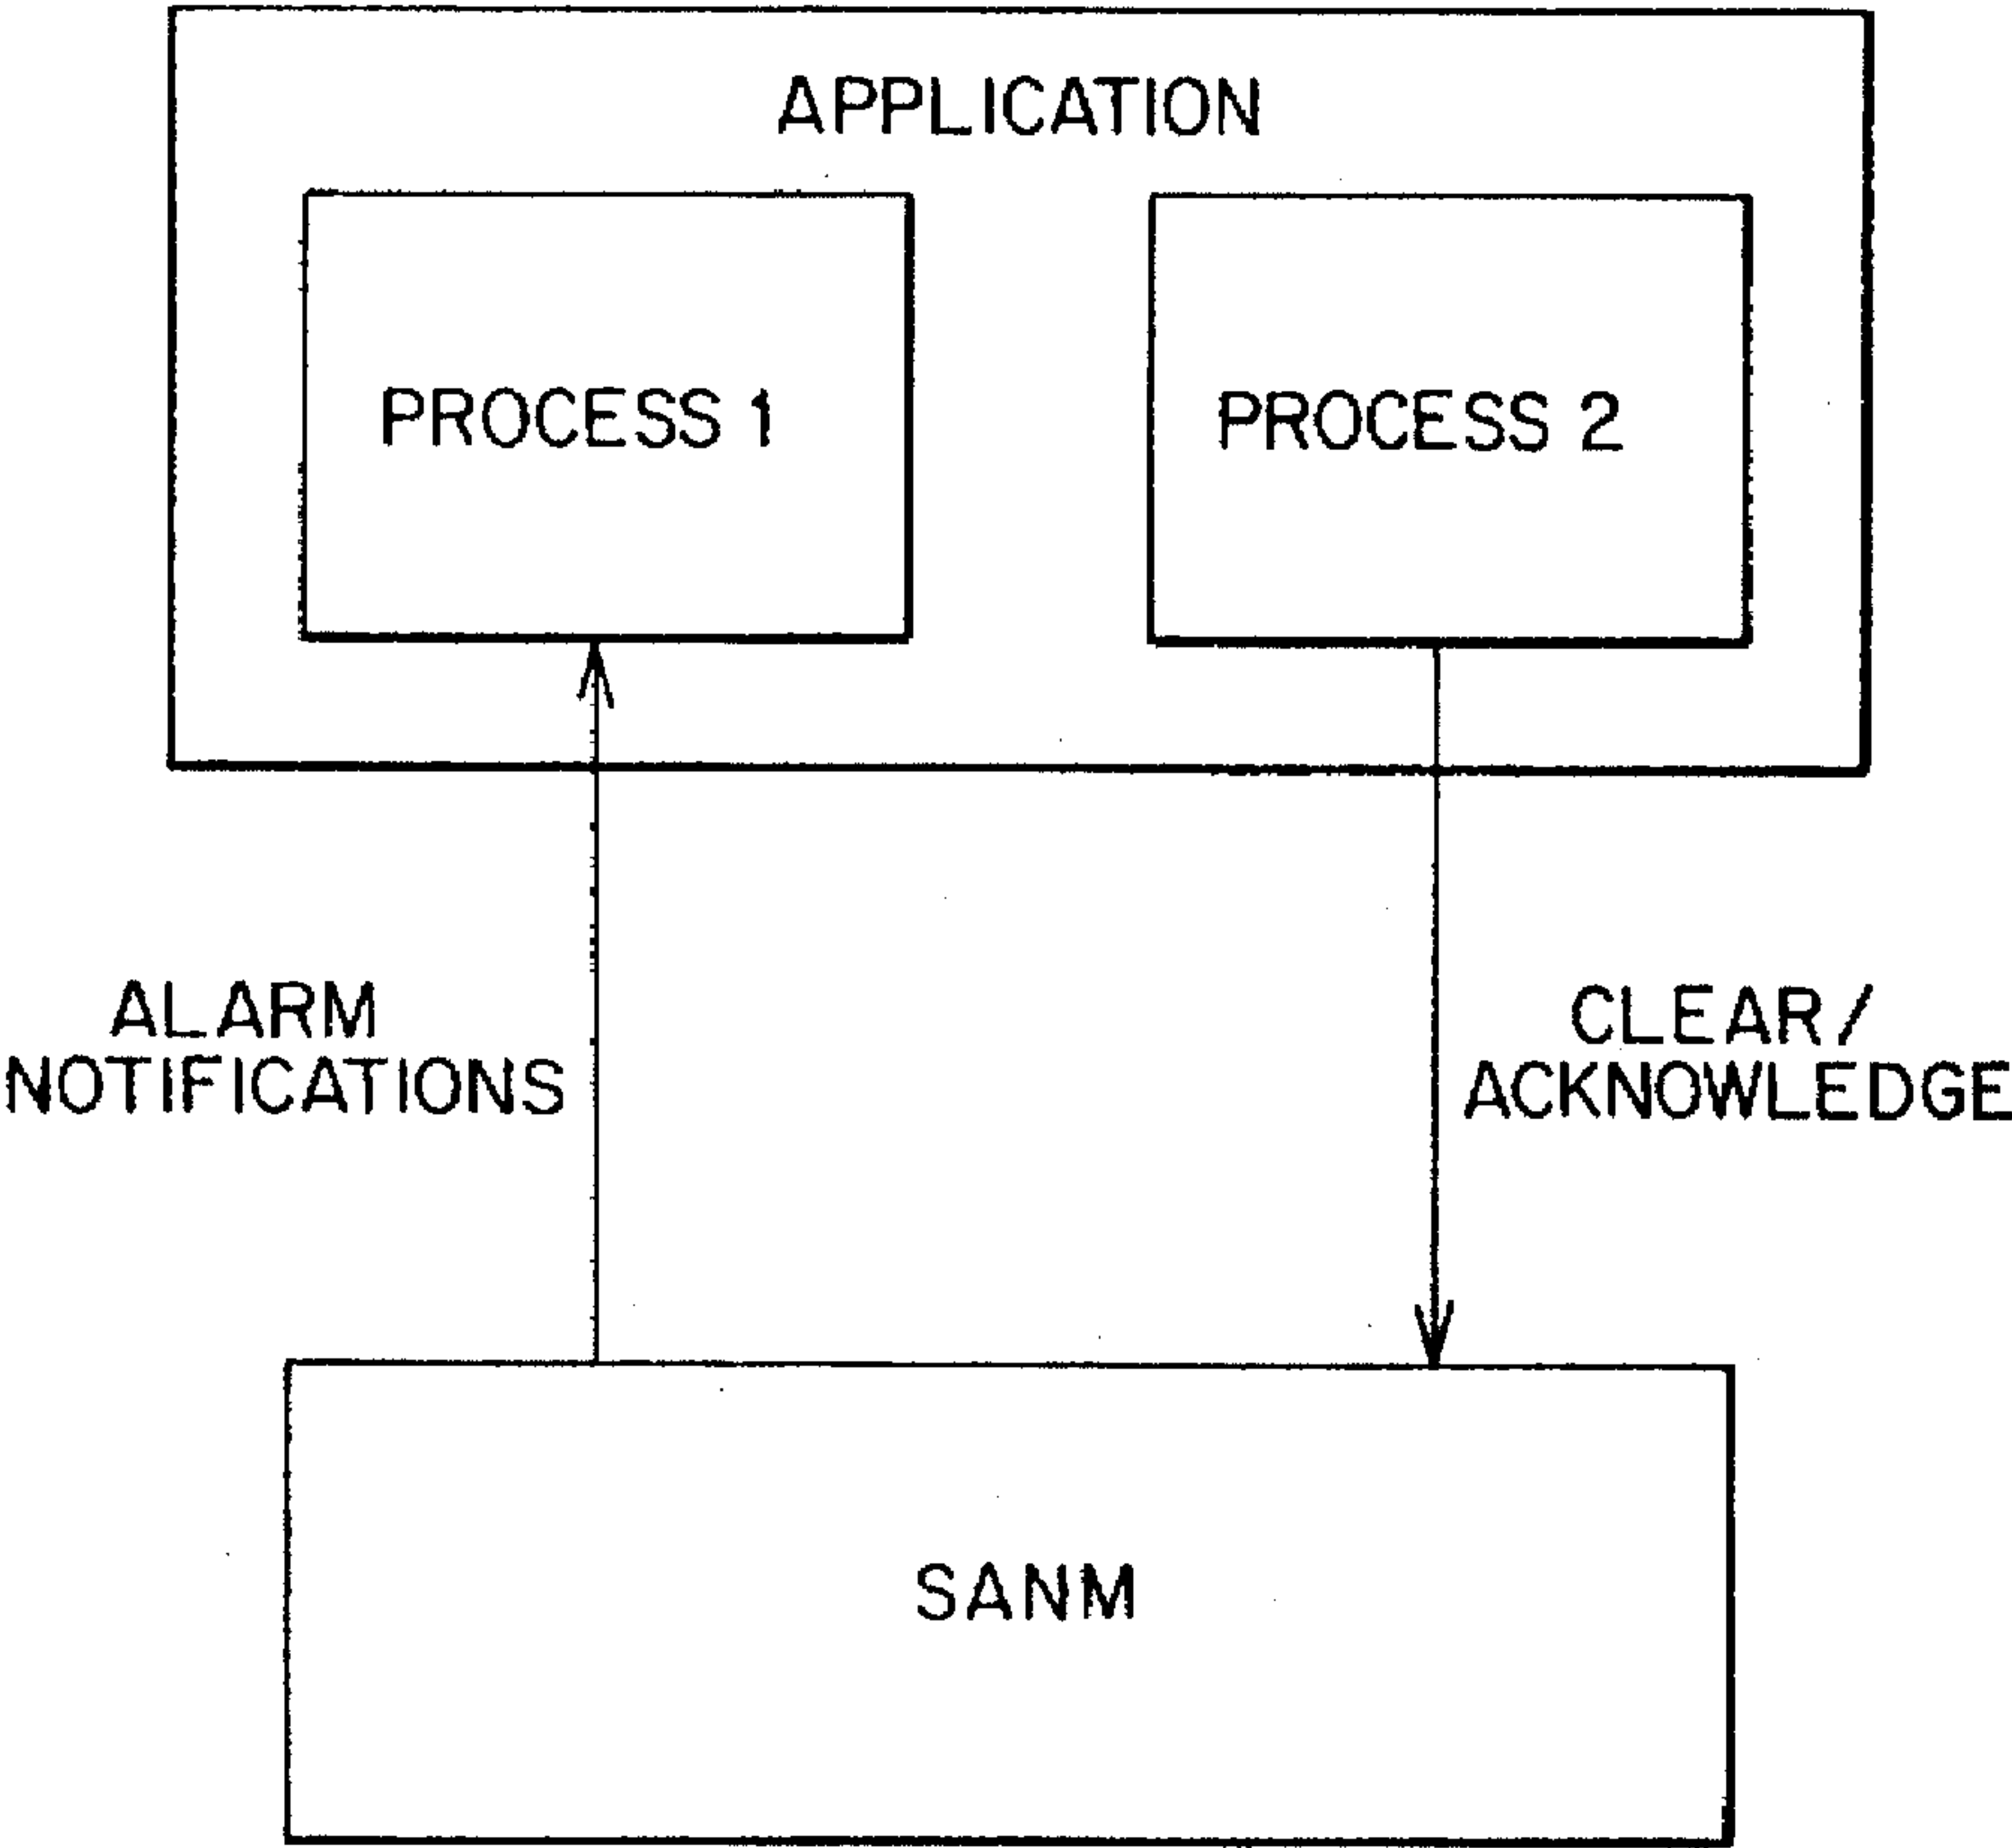 APPLICATION
PROCESS 1
PROCESS 2
ALARM
NOTIFICATIONS
CLEAR/
ACKNOWLEDGE
SANM